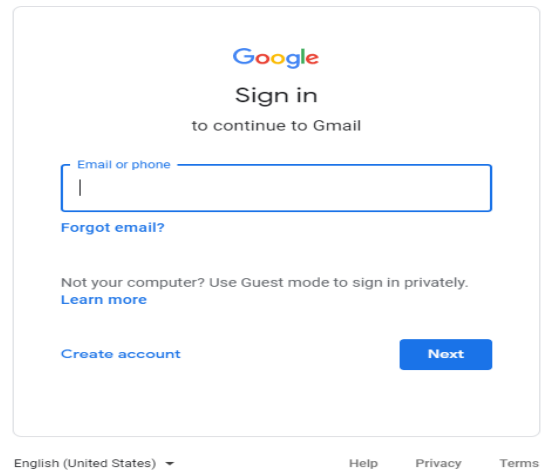 Google
Sign in
to continue to Gmail
Email or phone
Forgot email?
Not your computer? Use Guest mode to sign in privately.
Learn more
Create account
Next
English (United States)
Help
Privacy
Terms